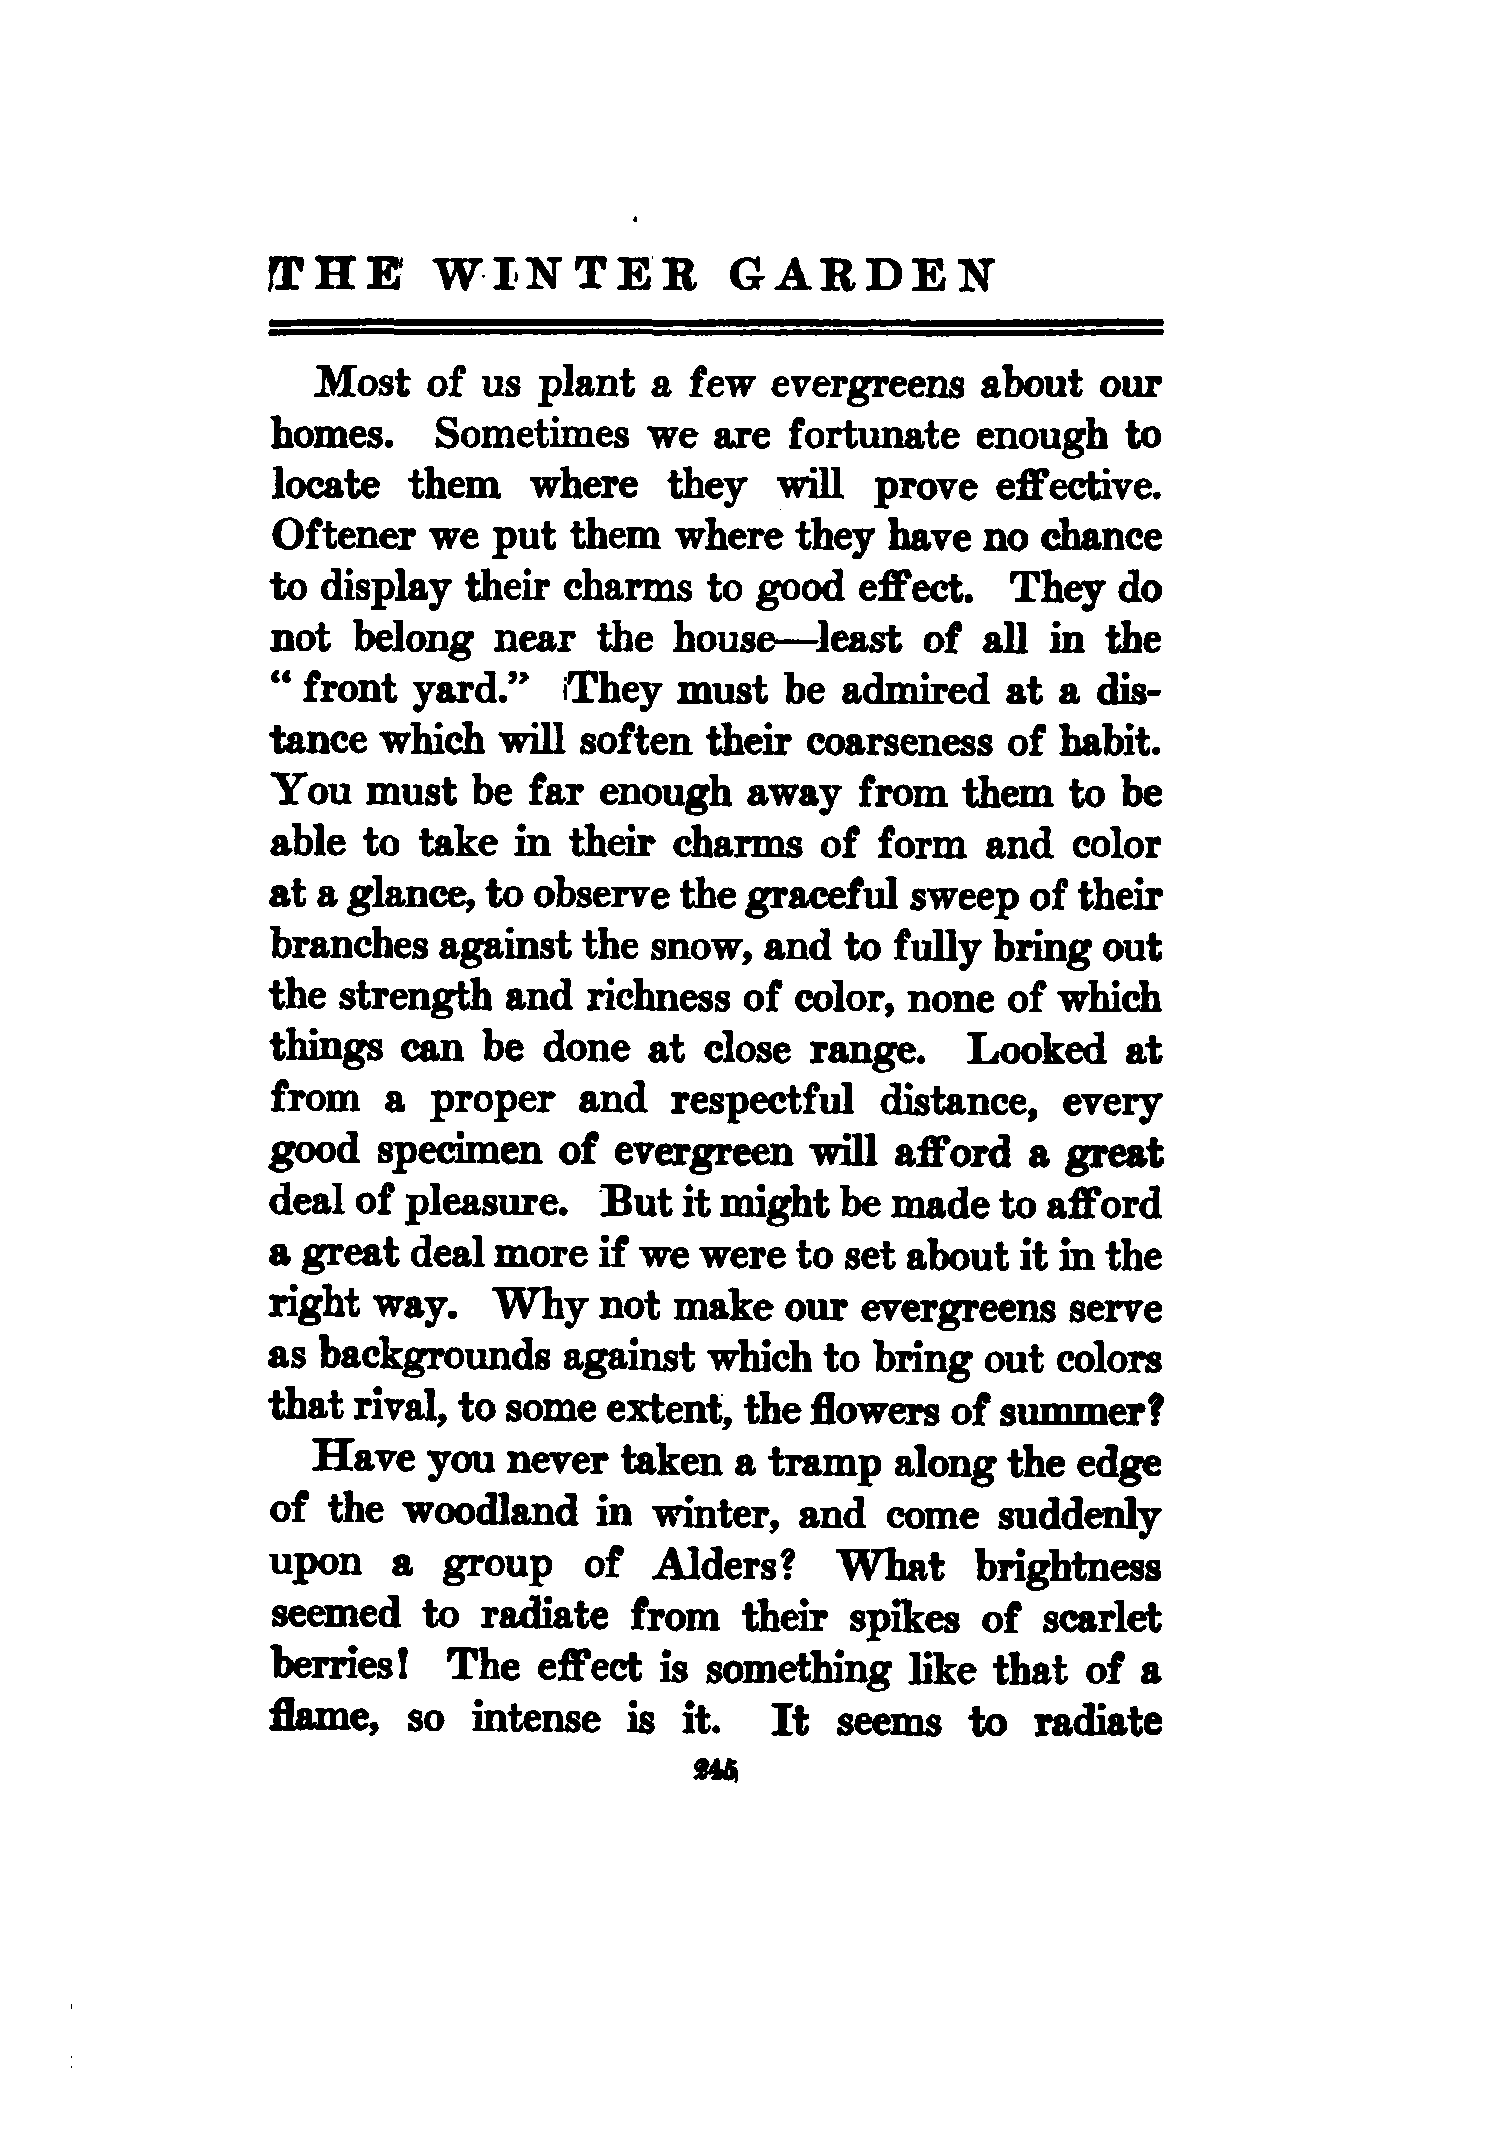 THE WINTER GARDEN
Most of us plant a few evergreens about our
homes. Sometimes we are fortunate enough to
locate them where they will prove effective.
Oftener we put them where they have no chance
to display their charms to good effect. They do
not belong near the house—least of all in the
“ front yard.” They must be admired at a dis-
tance which will soften their coarseness of habit.
You must be far enough away from them to be
able to take in their charms of form and color
at a glance, to observe the graceful sweep of their
branches against the snow, and to fully bring out
the strength and richness of color, none of which
things can be done at close range. Looked at
from a proper and respectful distance, every
good specimen of evergreen will afford a great
deal of pleasure. But it might be made to afford
a great deal more if we were to set about it in the
right way. Why not make our evergreens serve
as backgrounds against which to bring out colors
that rival, to some extent, the flowers of summer?
Have you never taken a tramp along the edge
of the woodland in winter, and come suddenly
upon a group of Alders? What brightness
seemed to radiate from their spikes of scarlet
berries! The effect is something like that of a
flame, so intense is it. It seems to radiate
245